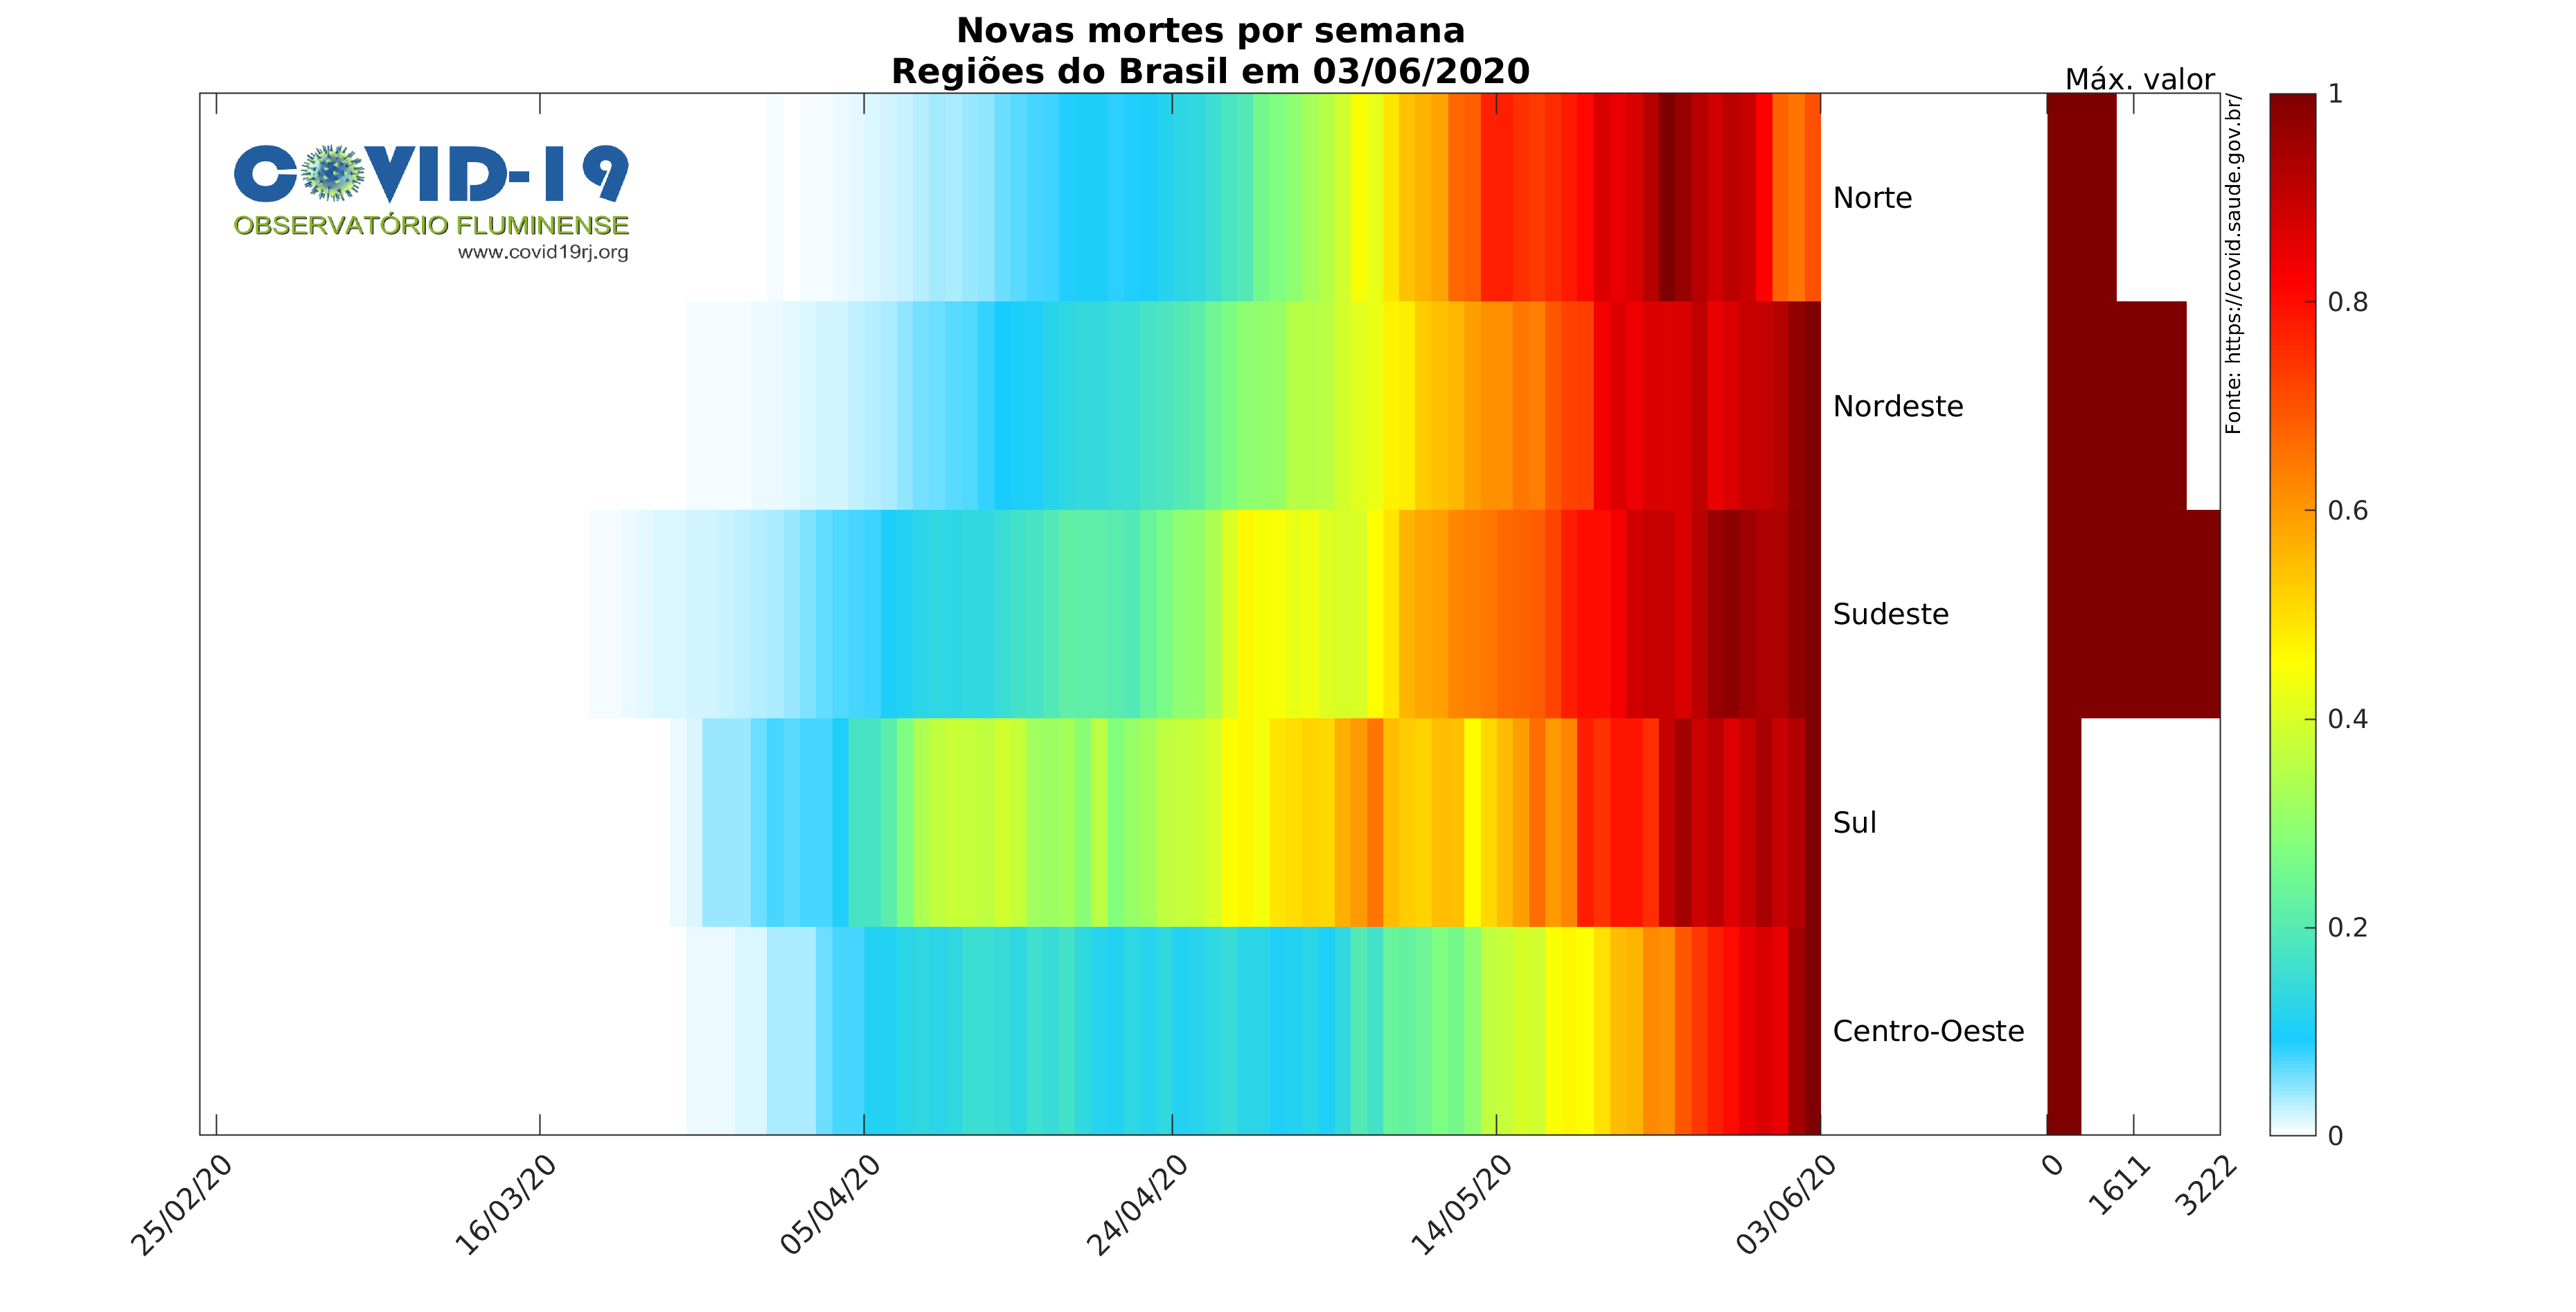 Novas mortes por semana
Regiões do Brasil em 03/06/2020
Máx. valor
COVID-19
OBSERVATÓRIO FLUMINENSE
www.covid19rj.org
Norte
Nordeste
Sudeste
Sul
Centro-Oeste
Fonte: https://covid.saude.gov.br/
1
0.8
0.6
0.4
0.2
0
25/02/20
16/03/20
05/04/20
24/04/20
14/05/20
03/06/20
0
1611
3222